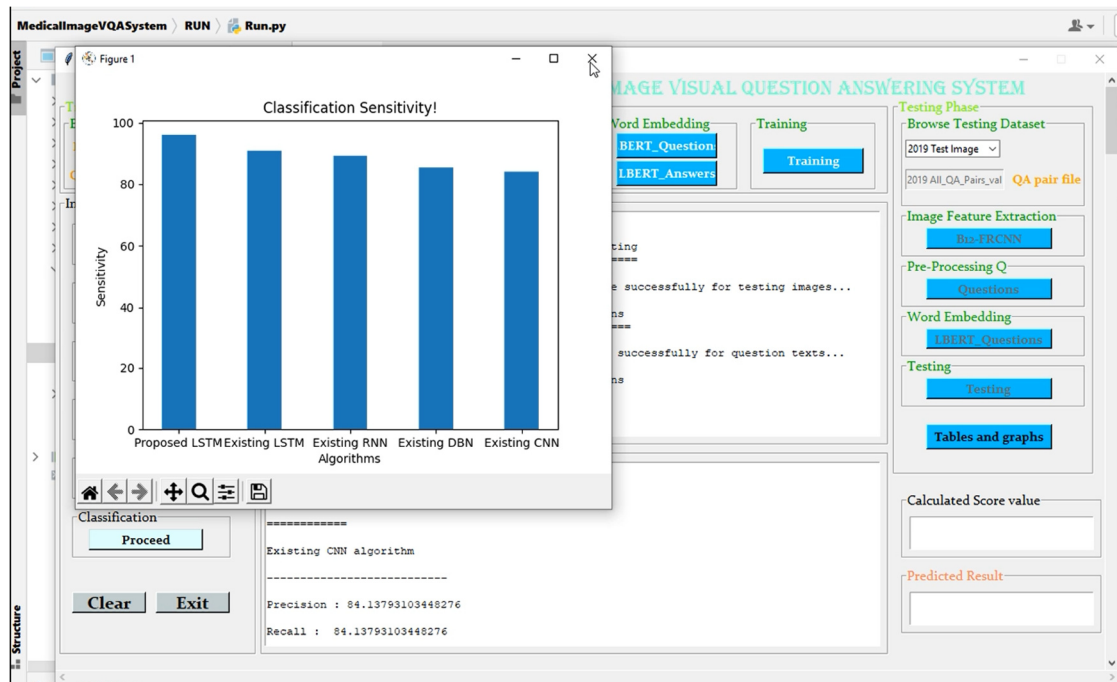 MedicalImageVQASystem RUN Run.py
Project
Figure 1
MAGE VISUAL QUESTION ANSWERING SYSTEM
Classification Sensitivity!
100
80
60
40
20
0
Sensitivity
Proposed LSTM Existing LSTM Existing RNN Existing DBN Existing CNN
Algorithms
Word Embedding
BERT_Question
LBERT_Answers
Training
Training
ting
====
e successfully for testing images...
ns
===
successfully for question texts...
ns
Testing Phase
Browse Testing Dataset
2019 Test Image
2019 All_QA_Pairs_val QA pair file
Image Feature Extraction
B12-FRCNN
Pre-Processing Q
Questions
Word Embedding
LBERT_Questions
Testing
Testing
Tables and graphs
Classification
Proceed
Clear Exit
============
Existing CNN algorithm
---------------------------
Precision : 84.13793103448276
Recall : 84.13793103448276
Calculated Score value
Predicted Result
Structure